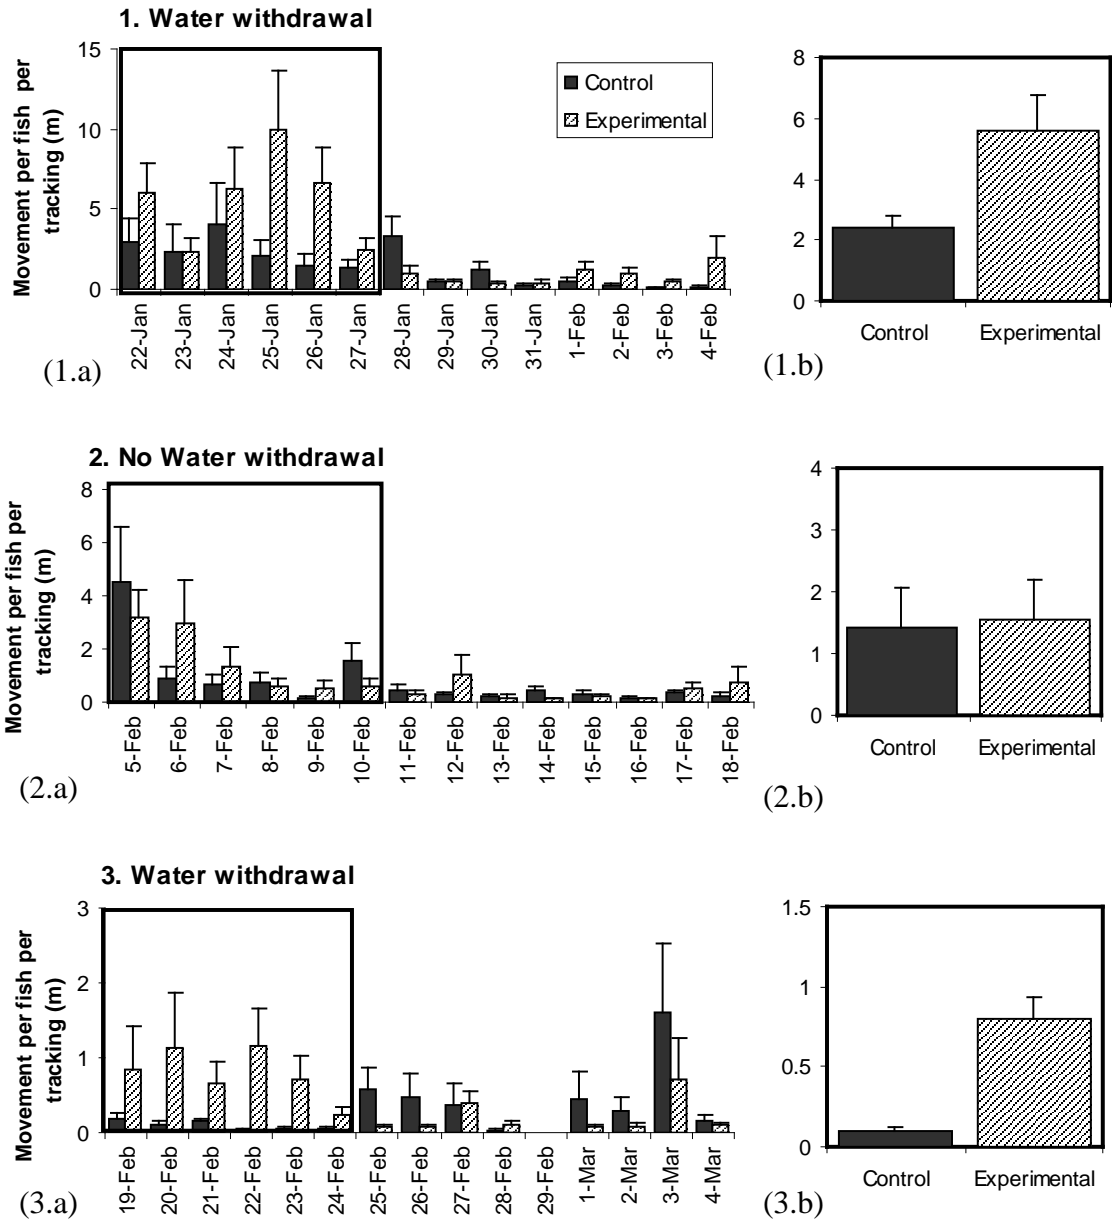 1. Water withdrawal
Movement per fish per
tracking (m)
15
10
5
0
Control
Experimental
22-Jan
23-Jan
24-Jan
25-Jan
26-Jan
27-Jan
28-Jan
29-Jan
30-Jan
31-Jan
1-Feb
2-Feb
3-Feb
4-Feb
(1.a)
8
6
4
2
0
Control
Experimental
(1.b)
2. No Water withdrawal
Movement per fish per
tracking (m)
8
6
4
2
0
5-Feb
6-Feb
7-Feb
8-Feb
9-Feb
10-Feb
11-Feb
12-Feb
13-Feb
14-Feb
15-Feb
16-Feb
17-Feb
18-Feb
(2.a)
4
3
2
1
0
Control
Experimental
(2.b)
3. Water withdrawal
Movement per fish per
tracking (m)
3
2
1
0
19-Feb
20-Feb
21-Feb
22-Feb
23-Feb
24-Feb
25-Feb
26-Feb
27-Feb
28-Feb
29-Feb
1-Mar
2-Mar
3-Mar
4-Mar
(3.a)
1.5
1
0.5
0
Control
Experimental
(3.b)